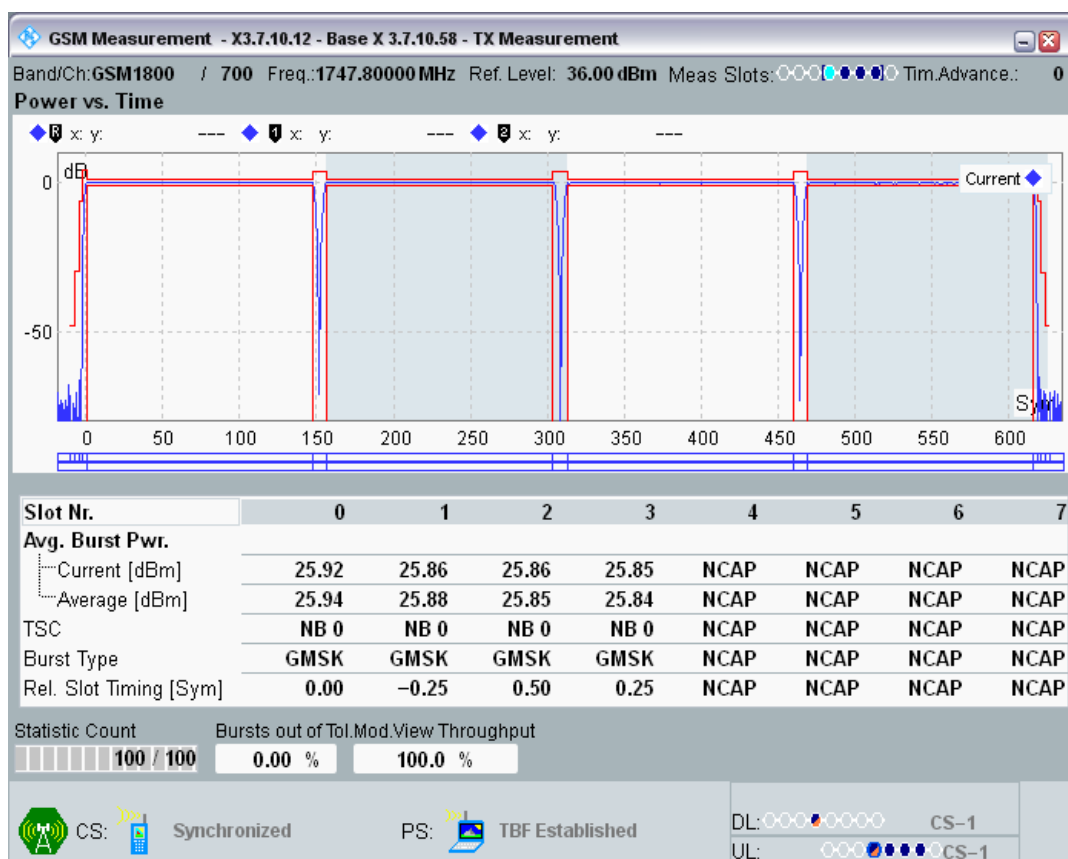 GSM Measurement - X3.7.10.12 - Base X 3.7.10.58 - TX Measurement
Band/Ch:GSM1800 / 700 Freq.:1747.80000MHz Ref. Level: 36.00dBm Meas Slots: Tim.Advance.: 0
Power vs. Time
R x: y: --- 1 x: y: --- 2 x: y: ---
dB
0
Current
-50
Sym
0 50 100 150 200 250 300 350 400 450 500 550 600
Slot Nr. 0 1 2 3 4 5 6 7
Avg. Burst Pwr.
Current [dBm] 25.92 25.86 25.86 25.85 NCAP NCAP NCAP NCAP
Average [dBm] 25.94 25.88 25.85 25.84 NCAP NCAP NCAP NCAP
TSC NB 0 NB 0 NB 0 NB 0 NCAP NCAP NCAP NCAP
Burst Type GMSK GMSK GMSK GMSK NCAP NCAP NCAP NCAP
Rel. Slot Timing [Sym] 0.00 −0.25 0.50 0.25 NCAP NCAP NCAP NCAP
Statistic Count Bursts out of Tol. Mod.View Throughput
100 / 100 0.00 % 100.0 %
CS: Synchronized PS: TBF Established DL: CS−1
UL: CS−1